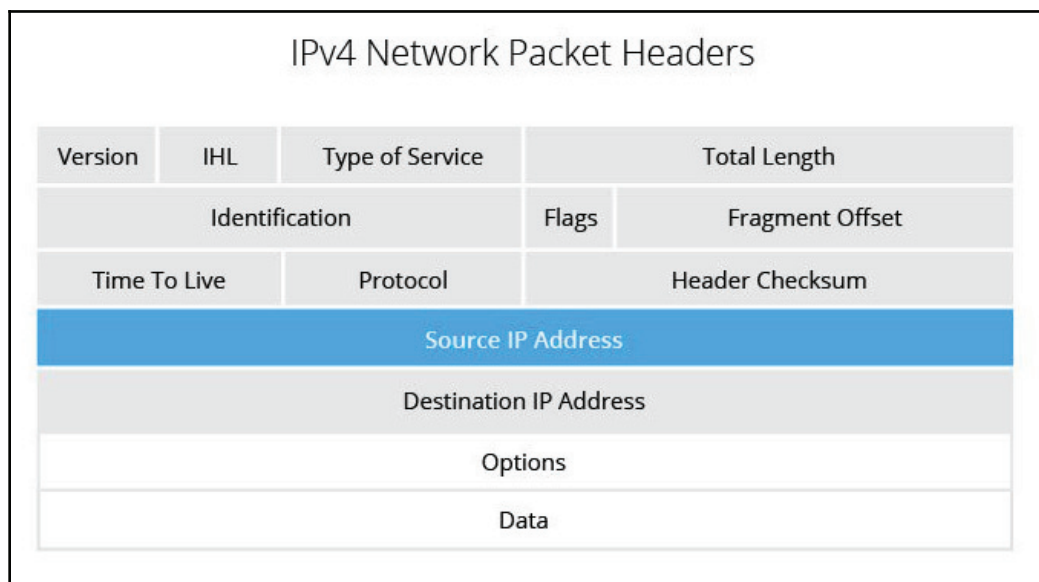 IPv4 Network Packet Headers
Version IHL Type of Service Total Length
Identification Flags Fragment Offset
Time To Live Protocol Header Checksum
Source IP Address
Destination IP Address
Options
Data